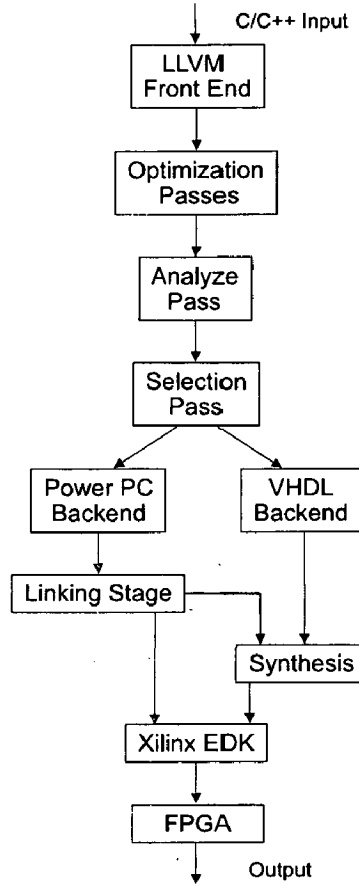 C/C++ Input
LLVM
Front End
Optimization
Passes
Analyze
Pass
Selection
Pass
Power PC
Backend
VHDL
Backend
Linking Stage
Synthesis
Xilinx EDK
FPGA
Output